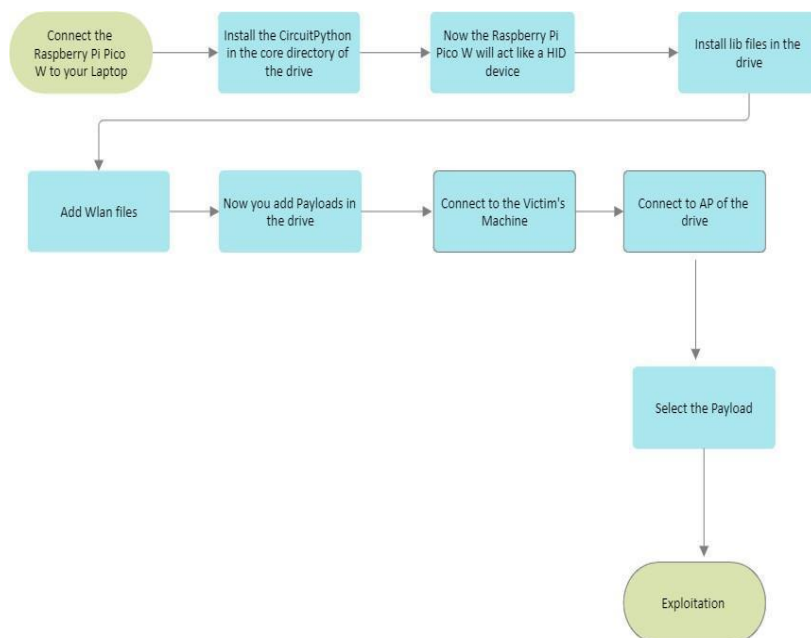 Connect the
Raspberry Pi Pico
W to your Laptop
Install the CircuitPython
in the core directory of
the drive
Now the Raspberry Pi
Pico W will act like a HID
device
Install lib files in the
drive
Add Wlan files
Now you add Payloads in
the drive
Connect to the Victim's
Machine
Connect to AP of the
drive
Select the Payload
Exploitation